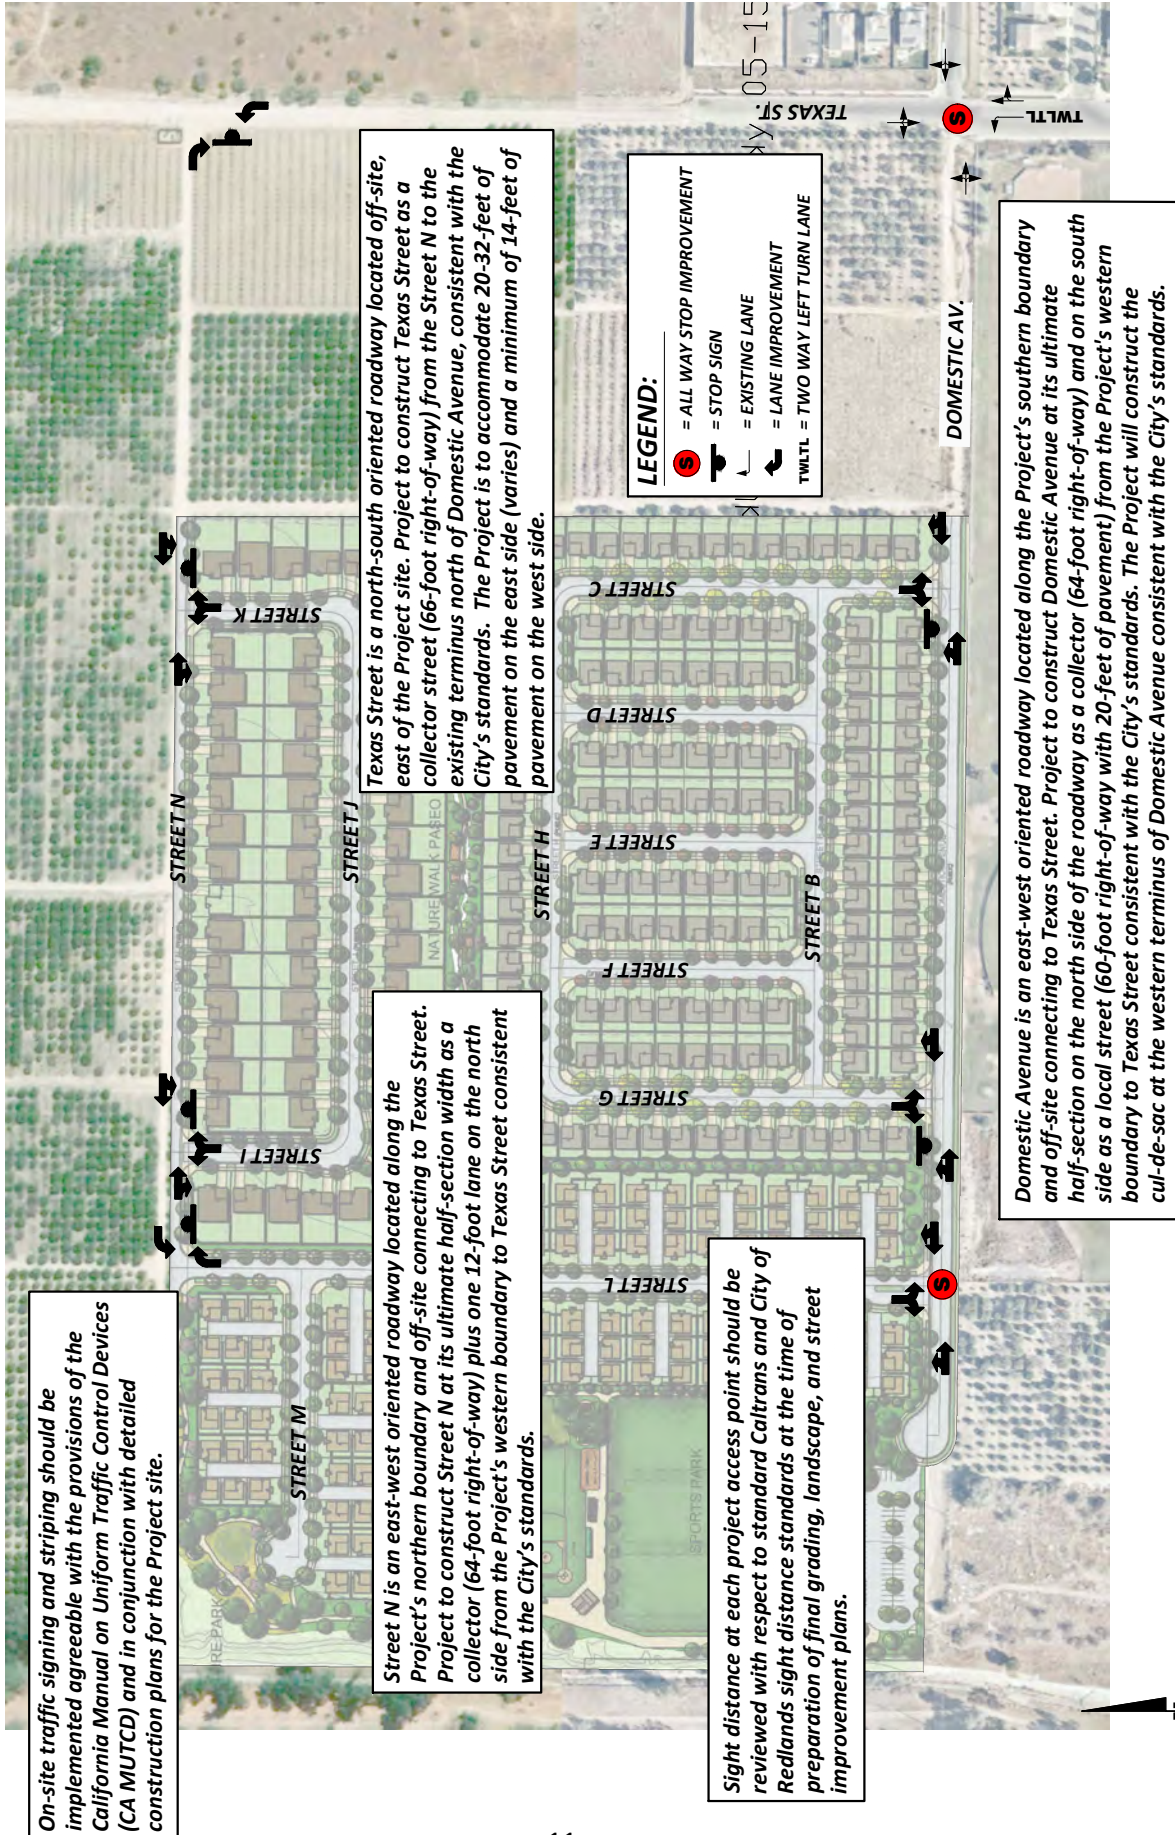 On-site traffic signing and striping should be
implemented agreeable with the provisions of the
California Manual on Uniform Traffic Control Devices
(CA MUTCD) and in conjunction with detailed
construction plans for the Project site.
Texas Street is a north-south oriented roadway located off-site,
east of the Project site. Project to construct Texas Street as a
collector street (66-foot right-of-way) from the Street N to the
existing terminus north of Domestic Avenue, consistent with the
City's standards. The Project is to accommodate 20-32-feet of
pavement on the east side (varies) and a minimum of 14-feet of
pavement on the west side.
Street N is an east-west oriented roadway located along the
Project's northern boundary and off-site connecting to Texas Street.
Project to construct Street N at its ultimate half-section width as a
collector (64-foot right-of-way) plus one 12-foot lane on the north
side from the Project's western boundary to Texas Street consistent
with the City's standards.
LEGEND:
S = ALL WAY STOP IMPROVEMENT
= STOP SIGN
= EXISTING LANE
= LANE IMPROVEMENT
TWLTL = TWO WAY LEFT TURN LANE
Sight distance at each project access point should be
reviewed with respect to standard Caltrans and City of
Redlands sight distance standards at the time of
preparation of final grading, landscape, and street
improvement plans.
Domestic Avenue is an east-west oriented roadway located along the Project's southern boundary
and off-site connecting to Texas Street. Project to construct Domestic Avenue at its ultimate
half-section on the north side of the roadway as a collector (64-foot right-of-way) and on the south
side as a local street (60-foot right-of-way with 20-feet of pavement) from the Project's western
boundary to Texas Street consistent with the City's standards. The Project will construct the
cul-de-sac at the western terminus of Domestic Avenue consistent with the City's standards.
STREET N
STREET K
STREET I
STREET J
STREET M
NATURE WALK PASEO
STREET H
STREET C
STREET D
STREET E
STREET F
STREET G
STREET L
STREET B
RE PARK
SPORTS PARK
TEXAS ST.
ky 05-15
DOMESTIC AV.
TWLTL
S
S